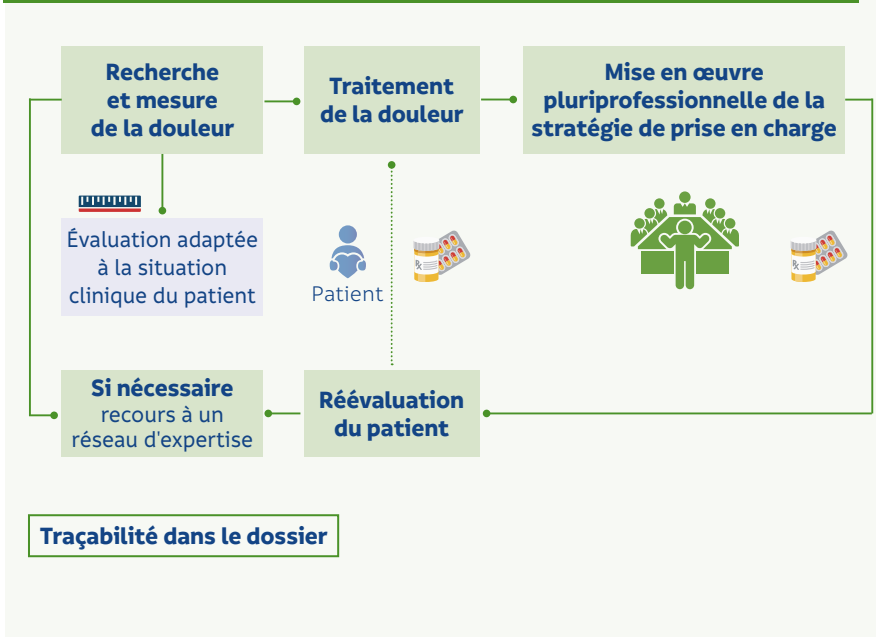 Recherche
et mesure
de la douleur
Traitement
de la douleur
Mise en œuvre
pluriprofessionnelle de la
stratégie de prise en charge
Évaluation adaptée
à la situation
clinique du patient
Patient
Si nécessaire
recours à un
réseau d'expertise
Réévaluation
du patient
Traçabilité dans le dossier